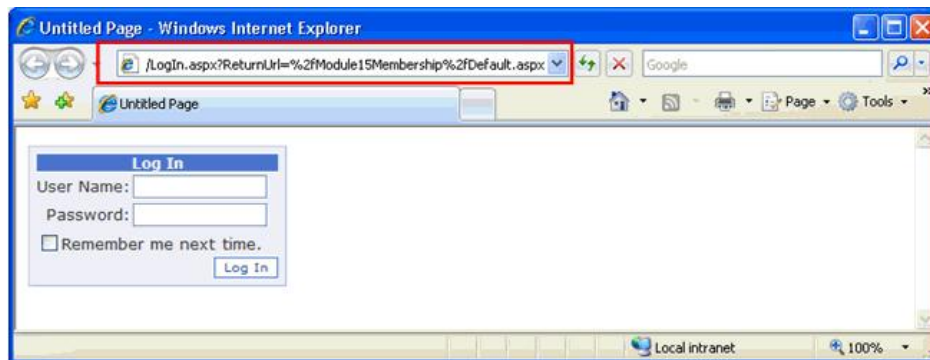 Untitled Page - Windows Internet Explorer
/LogIn.aspx?ReturnUrl=%2fModule15Membership%2fDefault.aspx
Google
Untitled Page
Page
Tools
Log In
User Name:
Password:
Remember me next time.
Log In
Local intranet
100%